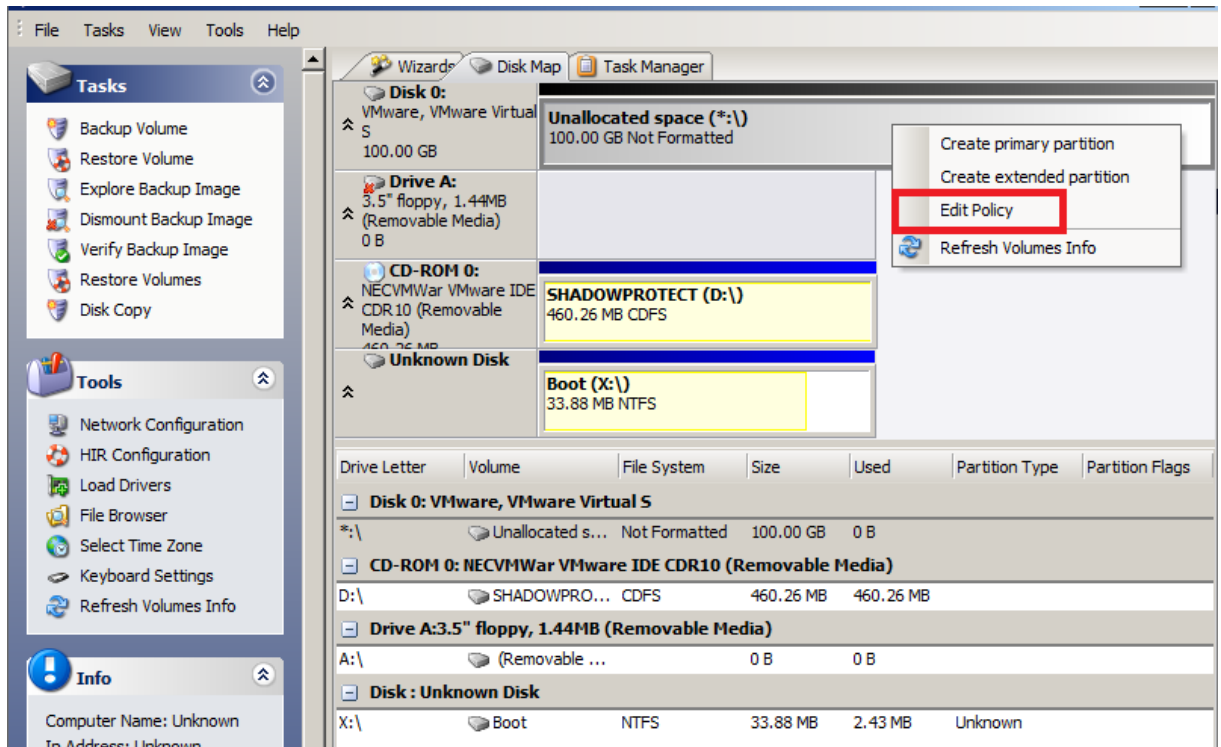 File Tasks View Tools Help
Tasks
Backup Volume
Restore Volume
Explore Backup Image
Dismount Backup Image
Verify Backup Image
Restore Volumes
Disk Copy
Tools
Network Configuration
HIR Configuration
Load Drivers
File Browser
Select Time Zone
Keyboard Settings
Refresh Volumes Info
Info
Computer Name: Unknown
In Address: Unknown
Wizards Disk Map Task Manager
Disk 0:
VMware, VMware Virtual
S
100.00 GB
Unallocated space (*:\)
100.00 GB Not Formatted
Create primary partition
Create extended partition
Edit Policy
Refresh Volumes Info
Drive A:
3.5" floppy, 1.44MB
(Removable Media)
0 B
CD-ROM 0:
NECVMWar VMware IDE
CDR10 (Removable
Media)
460.26 MB
SHADOWPROTECT (D:\)
460.26 MB CDFS
Unknown Disk
Boot (X:\)
33.88 MB NTFS
Drive Letter Volume File System Size Used Partition Type Partition Flags
Disk 0: VMware, VMware Virtual S
*:\ Unallocated s... Not Formatted 100.00 GB 0 B
CD-ROM 0: NECVMWar VMware IDE CDR10 (Removable Media)
D:\ SHADOWPRO... CDFS 460.26 MB 460.26 MB
Drive A:3.5" floppy, 1.44MB (Removable Media)
A:\ (Removable ... 0 B 0 B
Disk : Unknown Disk
X:\ Boot NTFS 33.88 MB 2.43 MB Unknown